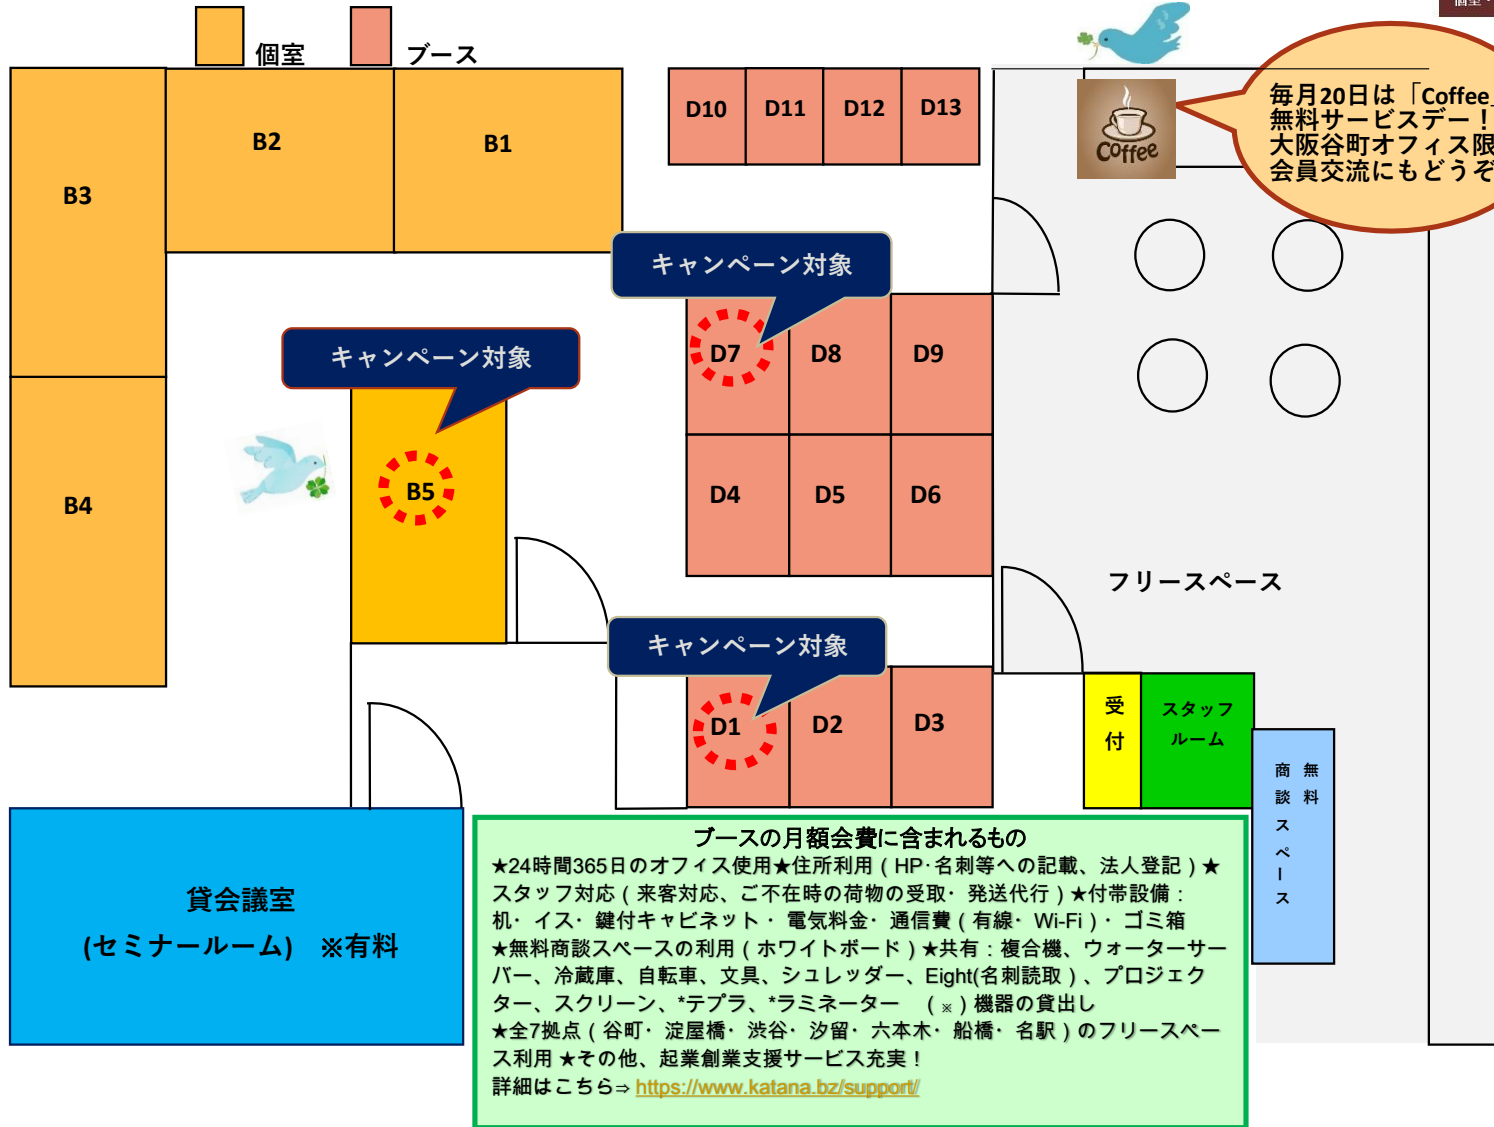 個室
ブース
個室
B3
B2
B1
D10
D11
D12
D13
Coffee
毎月20日は「Coffee」
無料サービスデー！
大阪谷町オフィス限
会員交流にもどうぞ
キャンペーン対象
D7
D8
D9
キャンペーン対象
B5
B4
D4
D5
D6
フリースペース
キャンペーン対象
D1
D2
D3
受付
スタッフ
ルーム
無料
商談スペース
貸会議室
(セミナールーム)　※有料
ブースの月額会費に含まれるもの
★24時間365日のオフィス使用★住所利用（HP･名刺等への記載、法人登記）★
スタッフ対応（来客対応、ご不在時の荷物の受取・発送代行）★付帯設備：
机・イス・鍵付キャビネット・電気料金・通信費（有線・Wi-Fi）・ゴミ箱
★無料商談スペースの利用（ホワイトボード）★共有：複合機、ウォーターサー
バー、冷蔵庫、自転車、文具、シュレッダー、Eight(名刺読取）、プロジェク
ター、スクリーン、*テプラ、*ラミネーター　（※）機器の貸出し
★全7拠点（谷町・淀屋橋・渋谷・汐留・六本木・船橋・名駅）のフリースペー
ス利用 ★その他、起業創業支援サービス充実！
詳細はこちら⇒ https://www.katana.bz/support/